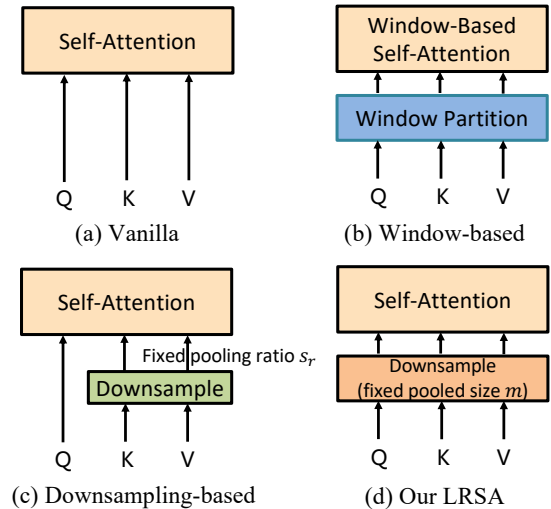 Self-Attention
Q K V
(a) Vanilla
Window-Based
Self-Attention
Window Partition
Q K V
(b) Window-based
Self-Attention
Fixed pooling ratio s_r
Downsample
Q K V
(c) Downsampling-based
Self-Attention
Downsample
(fixed pooled size m)
Q K V
(d) Our LRSA